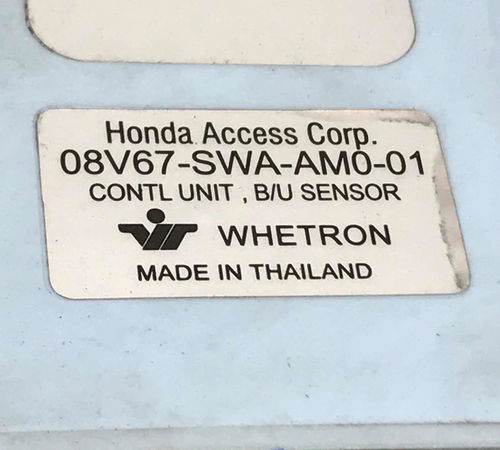 Honda Access Corp.
08V67-SWA-AM0-01
CONTL UNIT , B/U SENSOR
WHETRON
MADE IN THAILAND